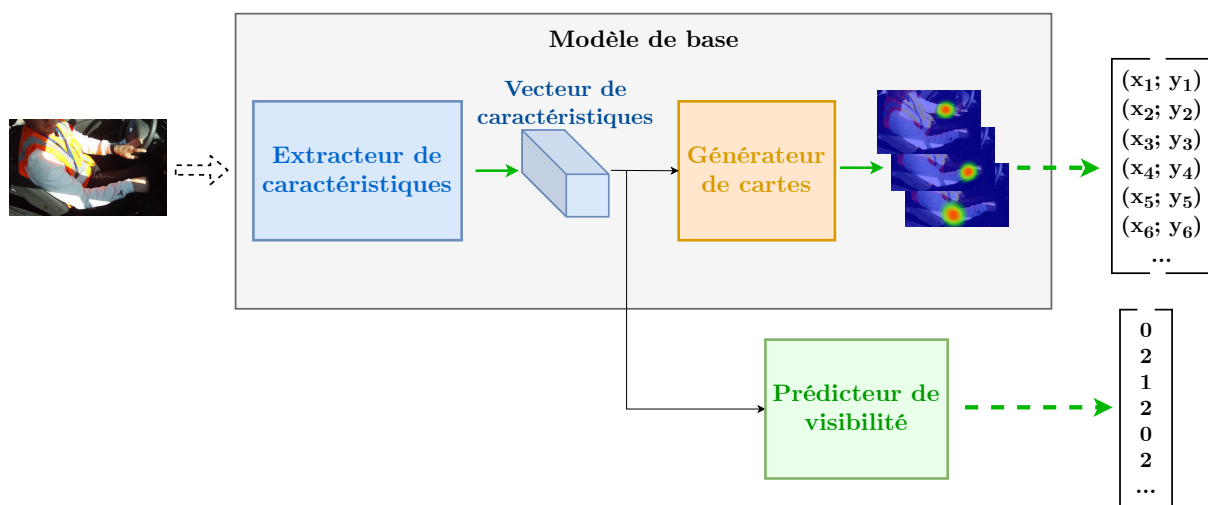 Modèle de base
Extracteur de
caractéristiques
Vecteur de
caractéristiques
Générateur
de cartes
(x1; y1)
(x2; y2)
(x3; y3)
(x4; y4)
(x5; y5)
(x6; y6)
...
Prédicteur de
visibilité
0
2
1
2
0
2
...